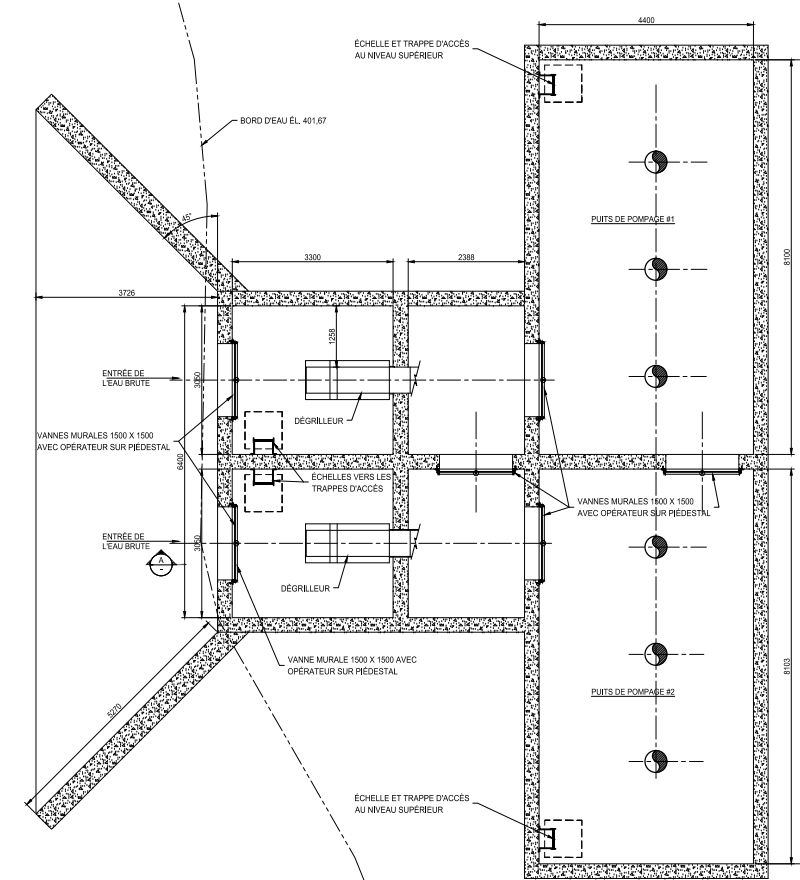 4400
ÉCHELLE ET TRAPPE D'ACCÈS
AU NIVEAU SUPÉRIEUR
BORD D'EAU ÉL. 401,67
45°
PUITS DE POMPAGE #1
8100
3300
2388
3726
1258
ENTRÉE DE
L'EAU BRUTE
3050
DÉGRILLEUR
VANNES MURALES 1500 X 1500
AVEC OPÉRATEUR SUR PIÉDESTAL
6400
ÉCHELLES VERS LES
TRAPPES D'ACCÈS
VANNES MURALES 1500 X 1500
AVEC OPÉRATEUR SUR PIÉDESTAL
ENTRÉE DE
L'EAU BRUTE
3050
A
-
DÉGRILLEUR
VANNE MURALE 1500 X 1500 AVEC
OPÉRATEUR SUR PIÉDESTAL
8103
PUITS DE POMPAGE #2
5270
ÉCHELLE ET TRAPPE D'ACCÈS
AU NIVEAU SUPÉRIEUR